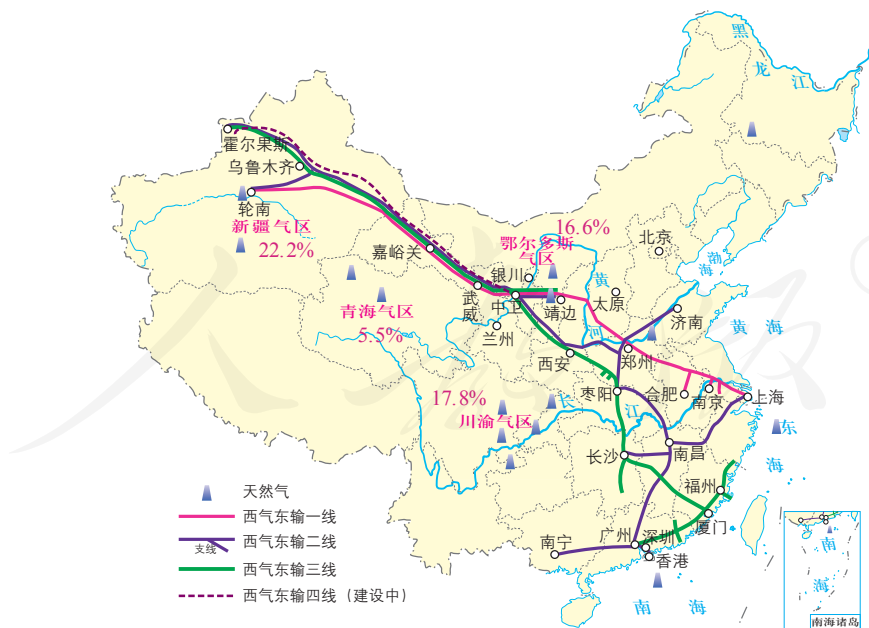 黑
龙
江
霍尔果斯
乌鲁木齐
轮南
新疆气区
22.2%
嘉峪关
鄂尔多斯
气区
16.6%
北京
渤
海
银川
黄
太原
武
威
中卫
靖边
济南
黄 海
青海气区
5.5%
兰州
河
西安
郑州
17.8%
川渝气区
长
江
枣阳
合肥
南京
上海
东
海
长沙
南昌
福州
厦门
广州
深圳
香港
南宁
南 海
天然气
西气东输一线
西气东输二线
支线
西气东输三线
西气东输四线(建设中)
南
海
南海诸岛